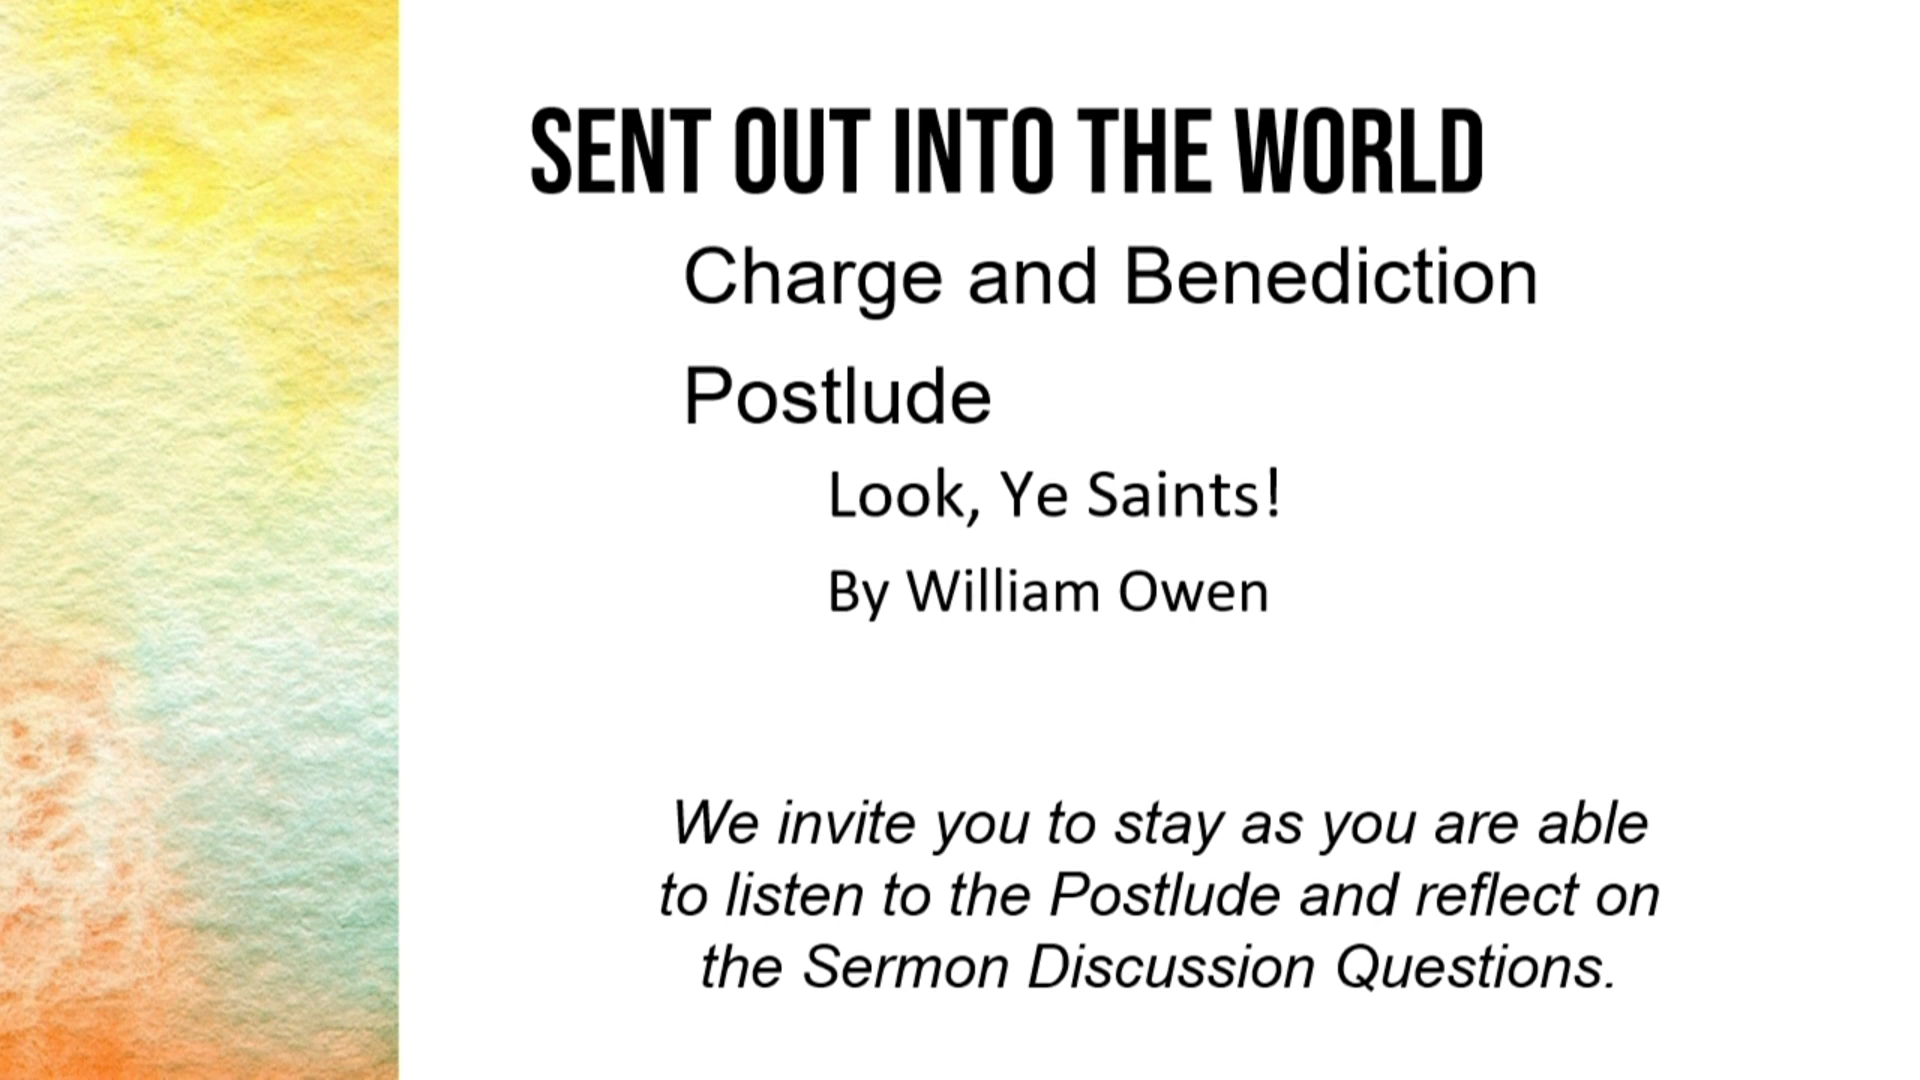 SENT OUT INTO THE WORLD
Charge and Benediction
Postlude
Look, Ye Saints!
By William Owen
We invite you to stay as you are able
to listen to the Postlude and reflect on
the Sermon Discussion Questions.